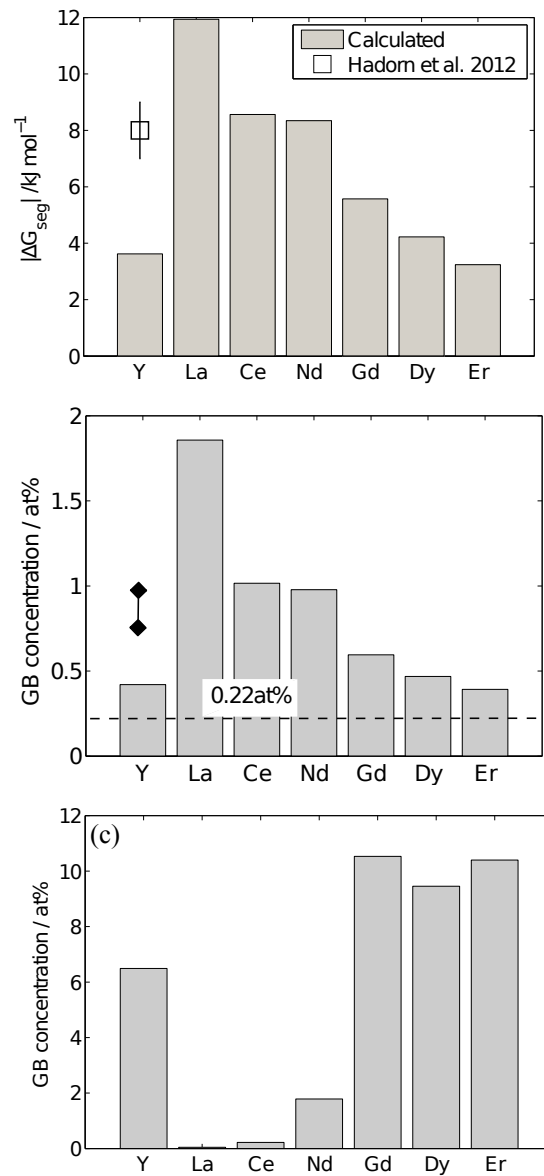 12
10
8
6
4
2
0
|ΔG_seg| /kJ mol⁻¹
Calculated
Hadorn et al. 2012
Y La Ce Nd Gd Dy Er
2
1.5
1
0.5
0
GB concentration / at%
0.22at%
Y La Ce Nd Gd Dy Er
(c)
12
10
8
6
4
2
0
GB concentration / at%
Y La Ce Nd Gd Dy Er